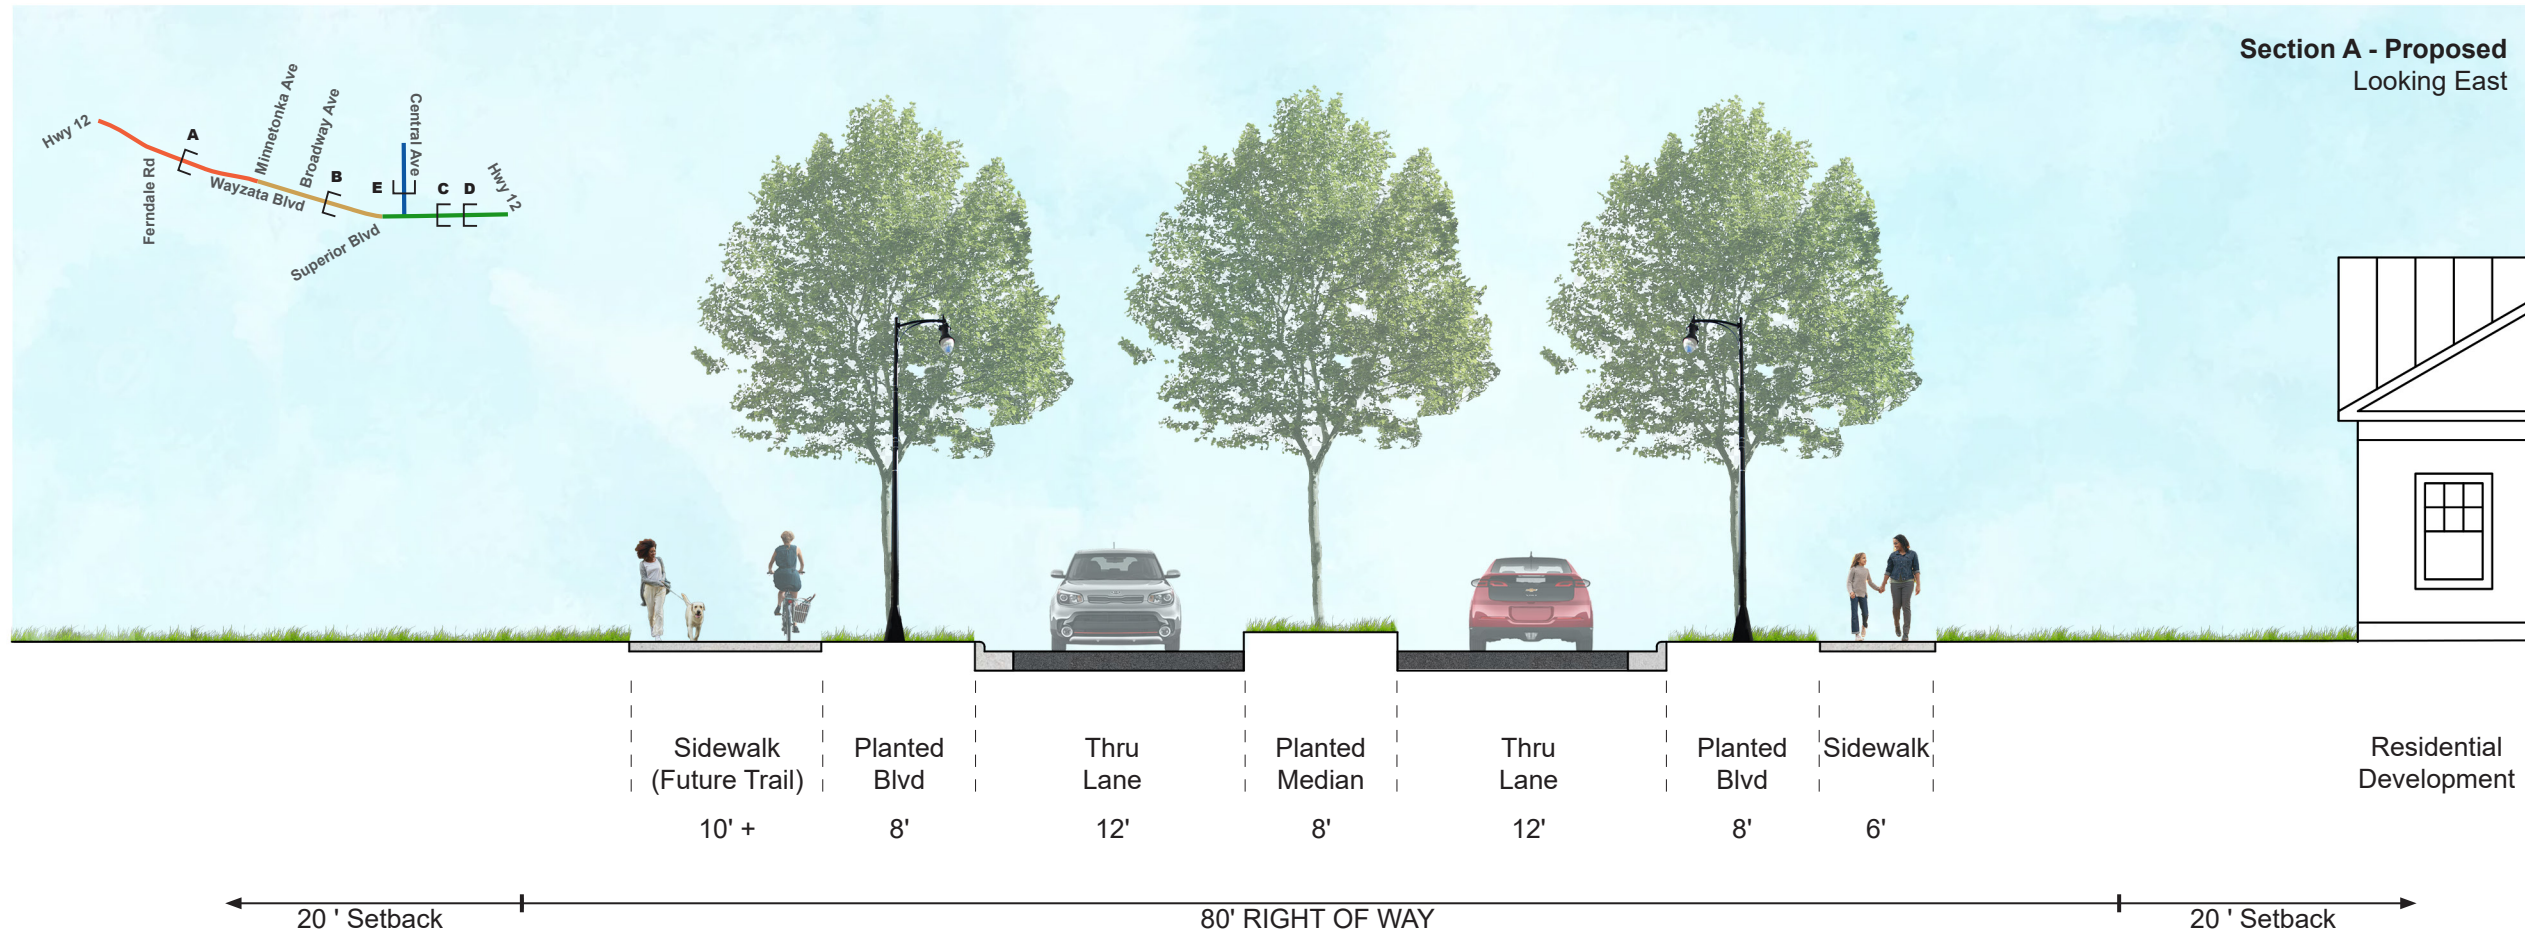 Section A - Proposed
Looking East
Hwy 12
Ferndale Rd
A
Wayzata Blvd
Minnetonka Ave
Broadway Ave
B
Superior Blvd
E
Central Ave
C
D
Hwy 12
Sidewalk
(Future Trail)
10' +
Planted
Blvd
8'
Thru
Lane
12'
Planted
Median
8'
Thru
Lane
12'
Planted
Blvd
8'
Sidewalk
6'
Residential
Development
20 ' Setback
80' RIGHT OF WAY
20 ' Setback